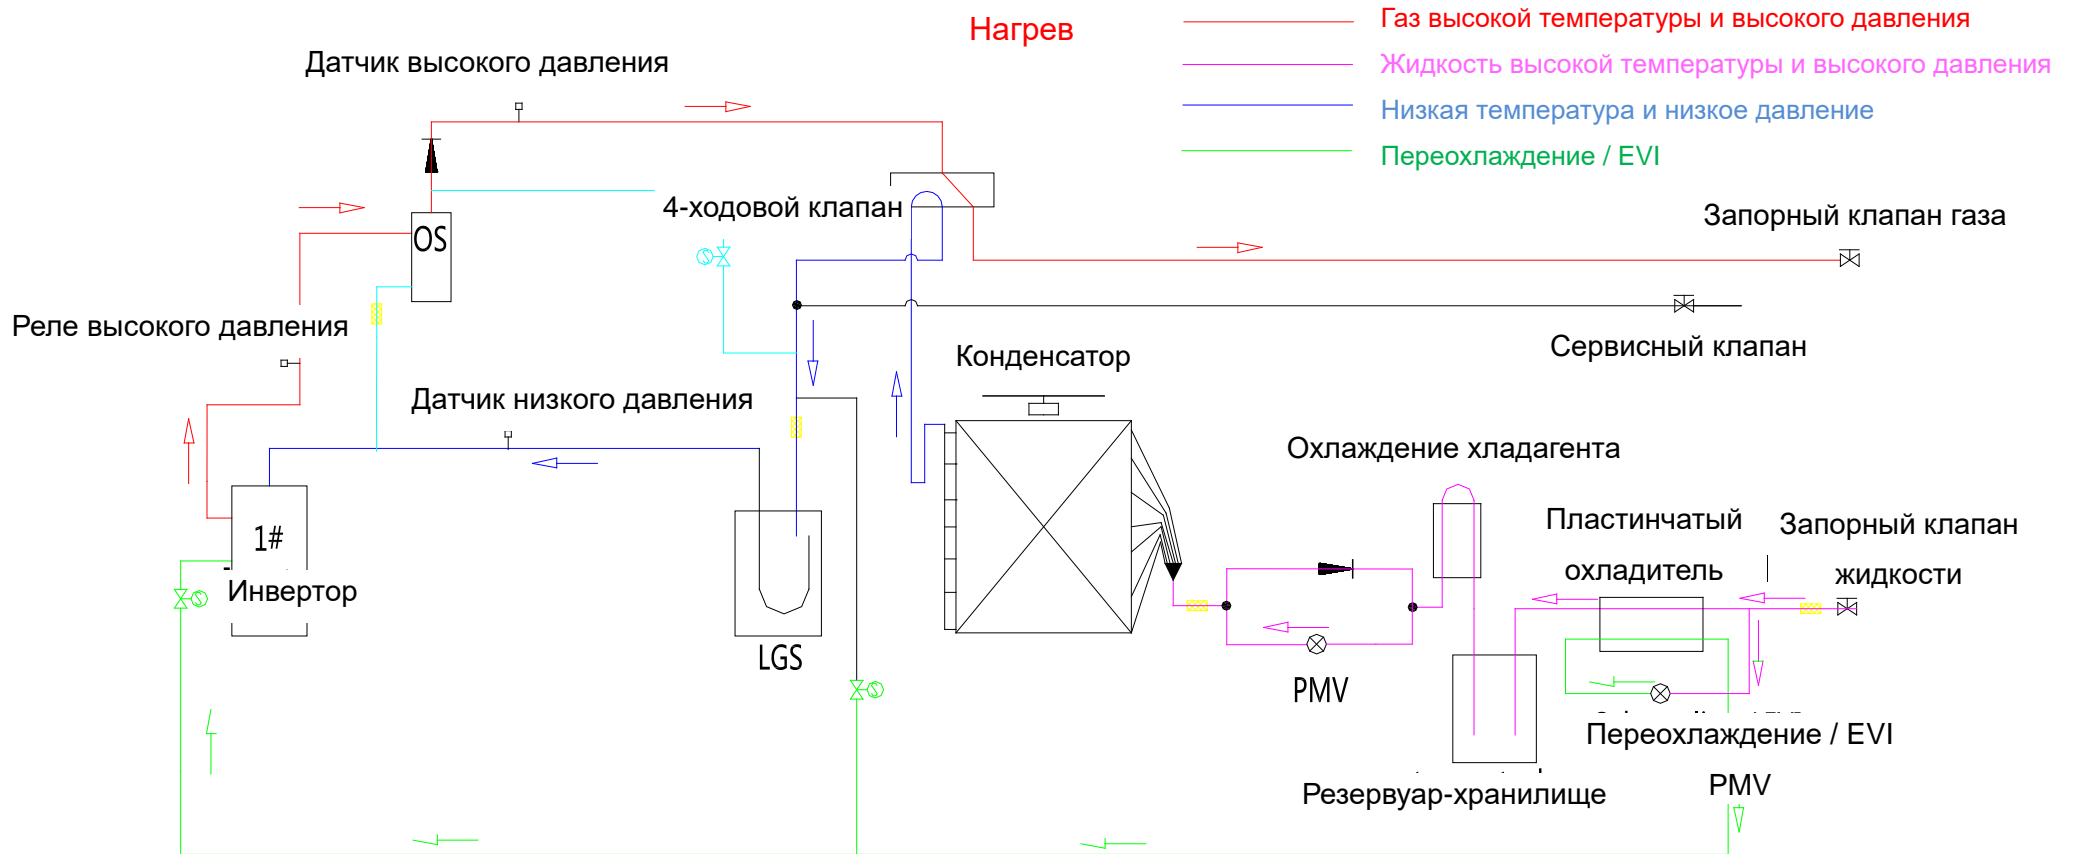 Нагрев
Газ высокой температуры и высокого давления
Жидкость высокой температуры и высокого давления
Низкая температура и низкое давление
Переохлаждение / EVI
Датчик высокого давления
4-ходовой клапан
Запорный клапан газа
OS
Реле высокого давления
Сервисный клапан
Конденсатор
Датчик низкого давления
Охлаждение хладагента
Пластинчатый
охладитель
Запорный клапан
жидкости
1#
Инвертор
LGS
PMV
Переохлаждение / EVI
PMV
Резервуар-хранилище